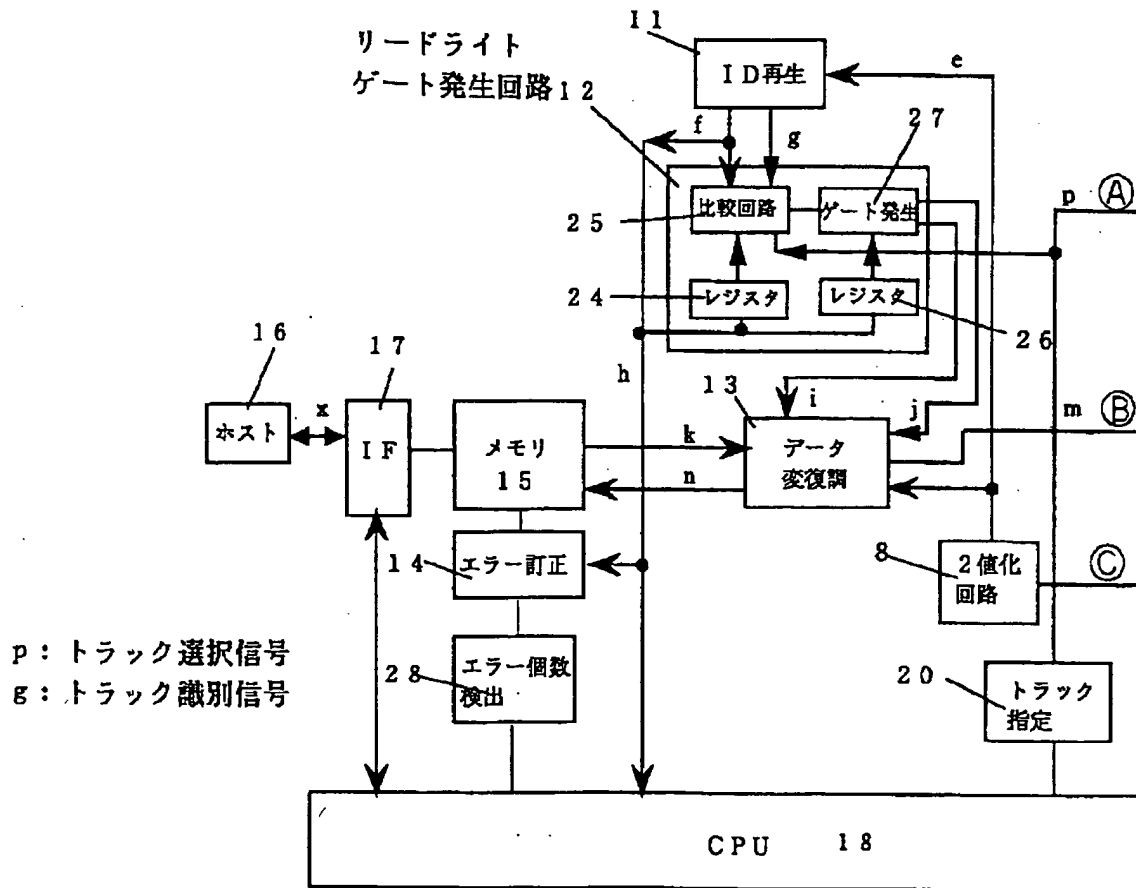 リードライト
ゲート発生回路12
11
ID再生
e
f
g
27
p
Ⓐ
25
比較回路
ゲート発生
24
レジスタ
レジスタ
26
16
17
h
13
i
j
m
Ⓑ
ホスト
x
IF
メモリ
15
k
n
データ
変復調
14
エラー訂正
8
2値化
回路
Ⓒ
p:トラック選択信号
g:トラック識別信号
28
エラー個数
検出
20
トラック
指定
CPU 18